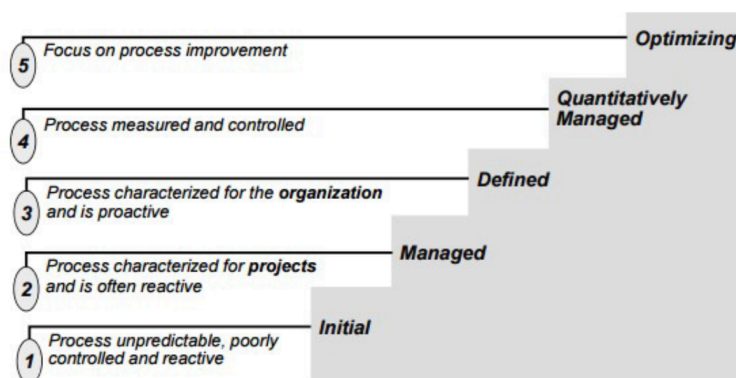 Optimizing
Focus on process improvement
5
Quantitatively
Managed
Process measured and controlled
4
Defined
Process characterized for the organization
and is proactive
3
Managed
Process characterized for projects
and is often reactive
2
Initial
Process unpredictable, poorly
controlled and reactive
1